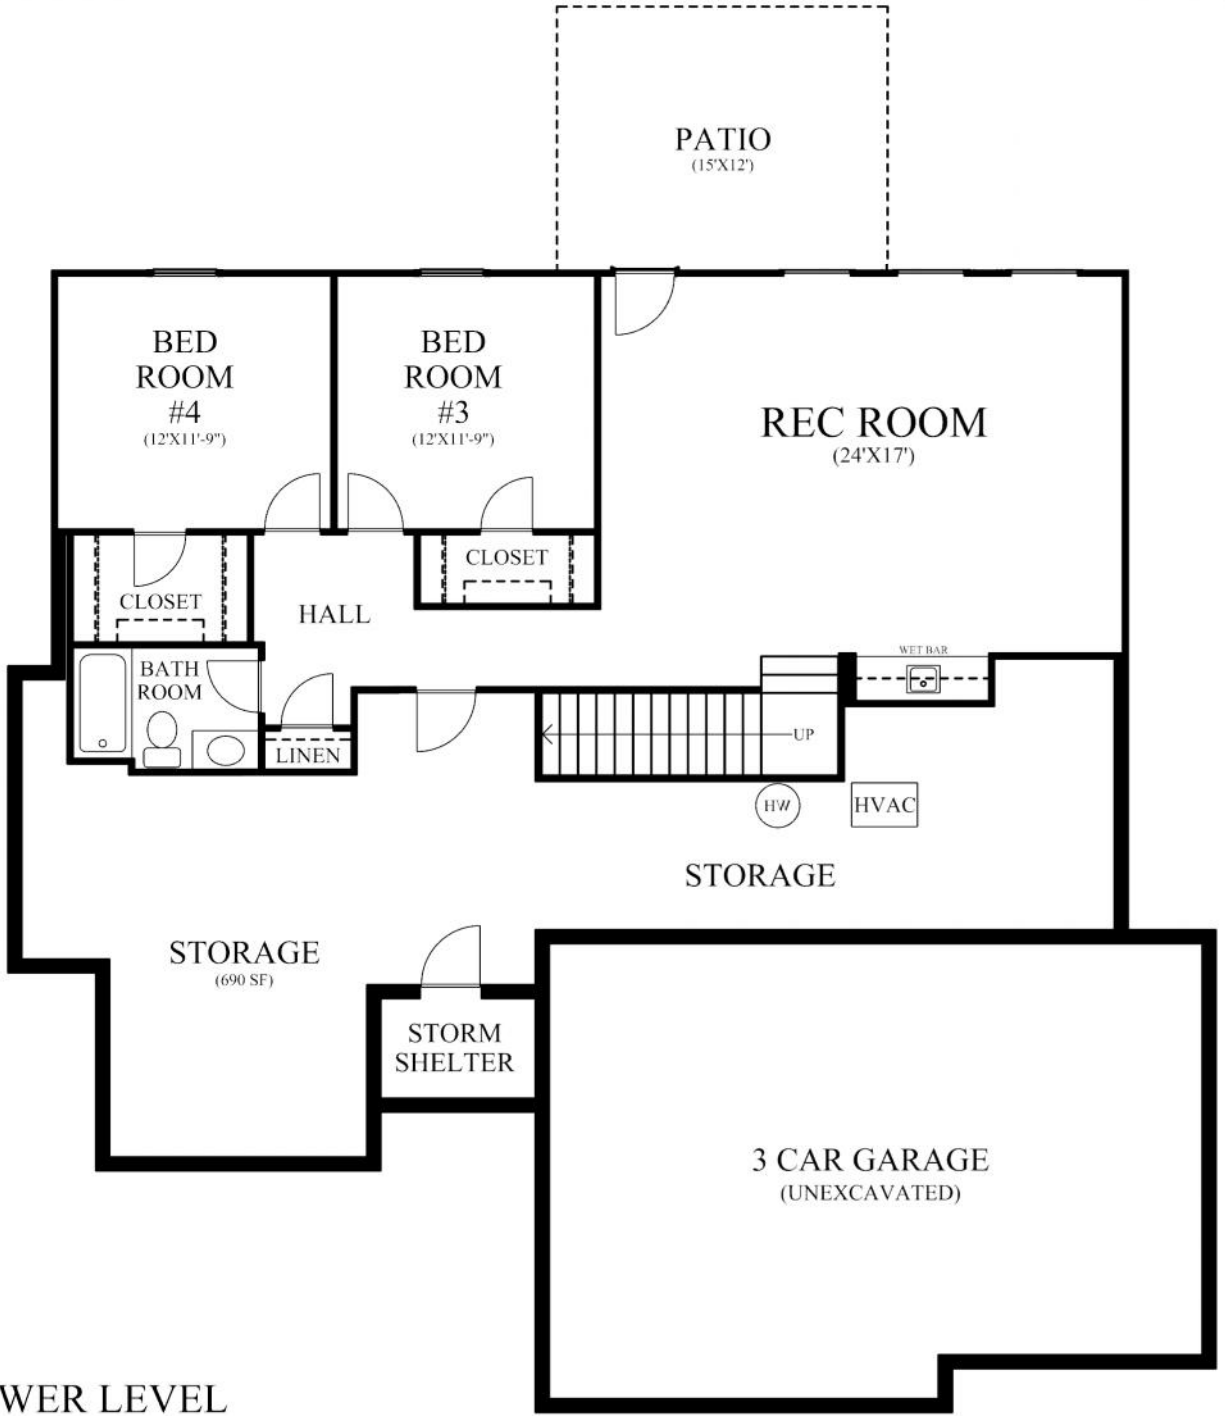 PATIO
(15'X12')
BED
ROOM
#4
(12'X11'-9")
BED
ROOM
#3
(12'X11'-9")
REC ROOM
(24'X17')
CLOSET
CLOSET
HALL
WET BAR
BATH
ROOM
LINEN
UP
HW
HVAC
STORAGE
STORAGE
(690 SF)
STORM
SHELTER
3 CAR GARAGE
(UNEXCAVATED)
WER LEVEL